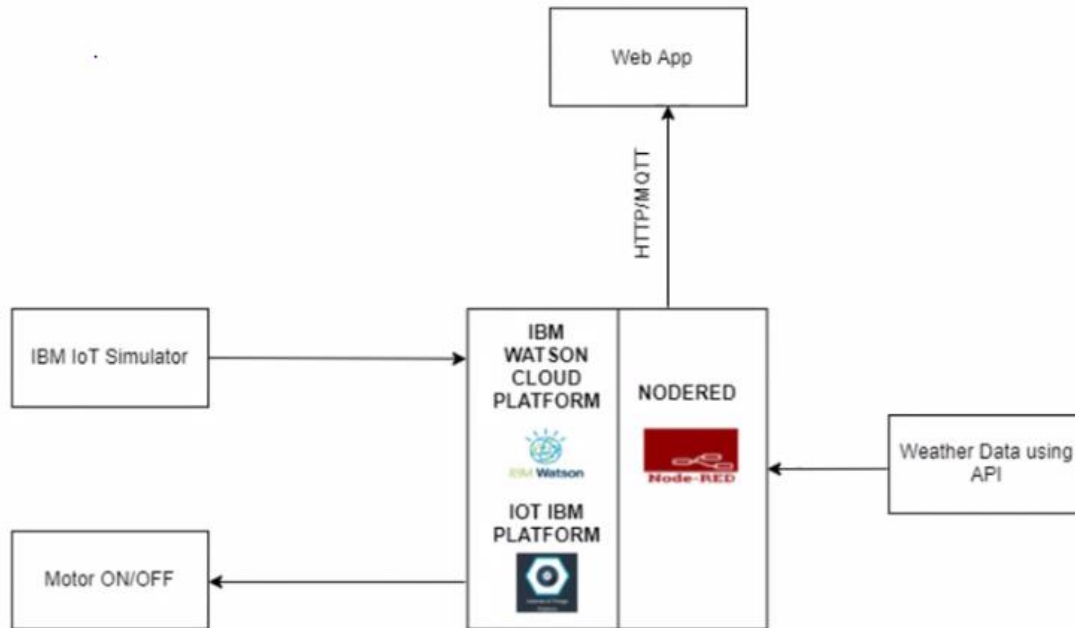 Web App
HTTP/MQTT
IBM IoT Simulator
IBM
WATSON
CLOUD
PLATFORM
IBM Watson
IOT IBM
PLATFORM
NODERED
Node-RED
Weather Data using
API
Motor ON/OFF